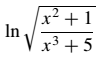 ln √((x² + 1)/(x³ + 5))